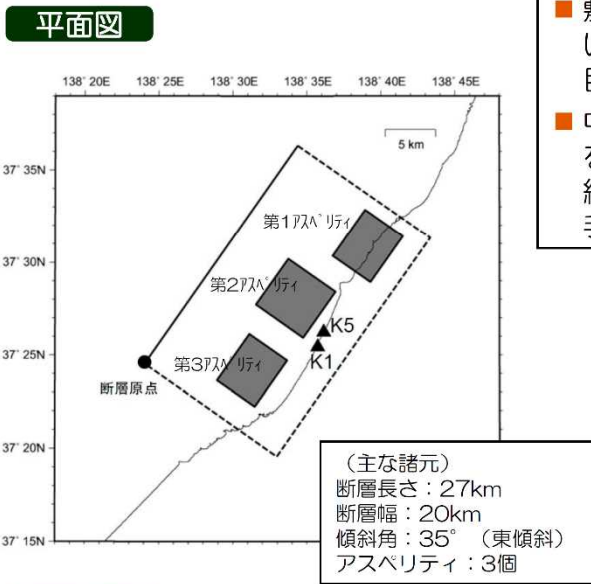 平面図
138° 20E 138° 25E 138° 30E 138° 35E 138° 40E 138° 45E
5 km
37° 35N
第1アスペリティ
37° 30N
第2アスペリティ
K5
37° 25N
K1
第3アスペリティ
断層原点
37° 20N
37° 15N
（主な諸元）
断層長さ：27km
断層幅：20km
傾斜角：35°（東傾斜）
アスペリティ：3個